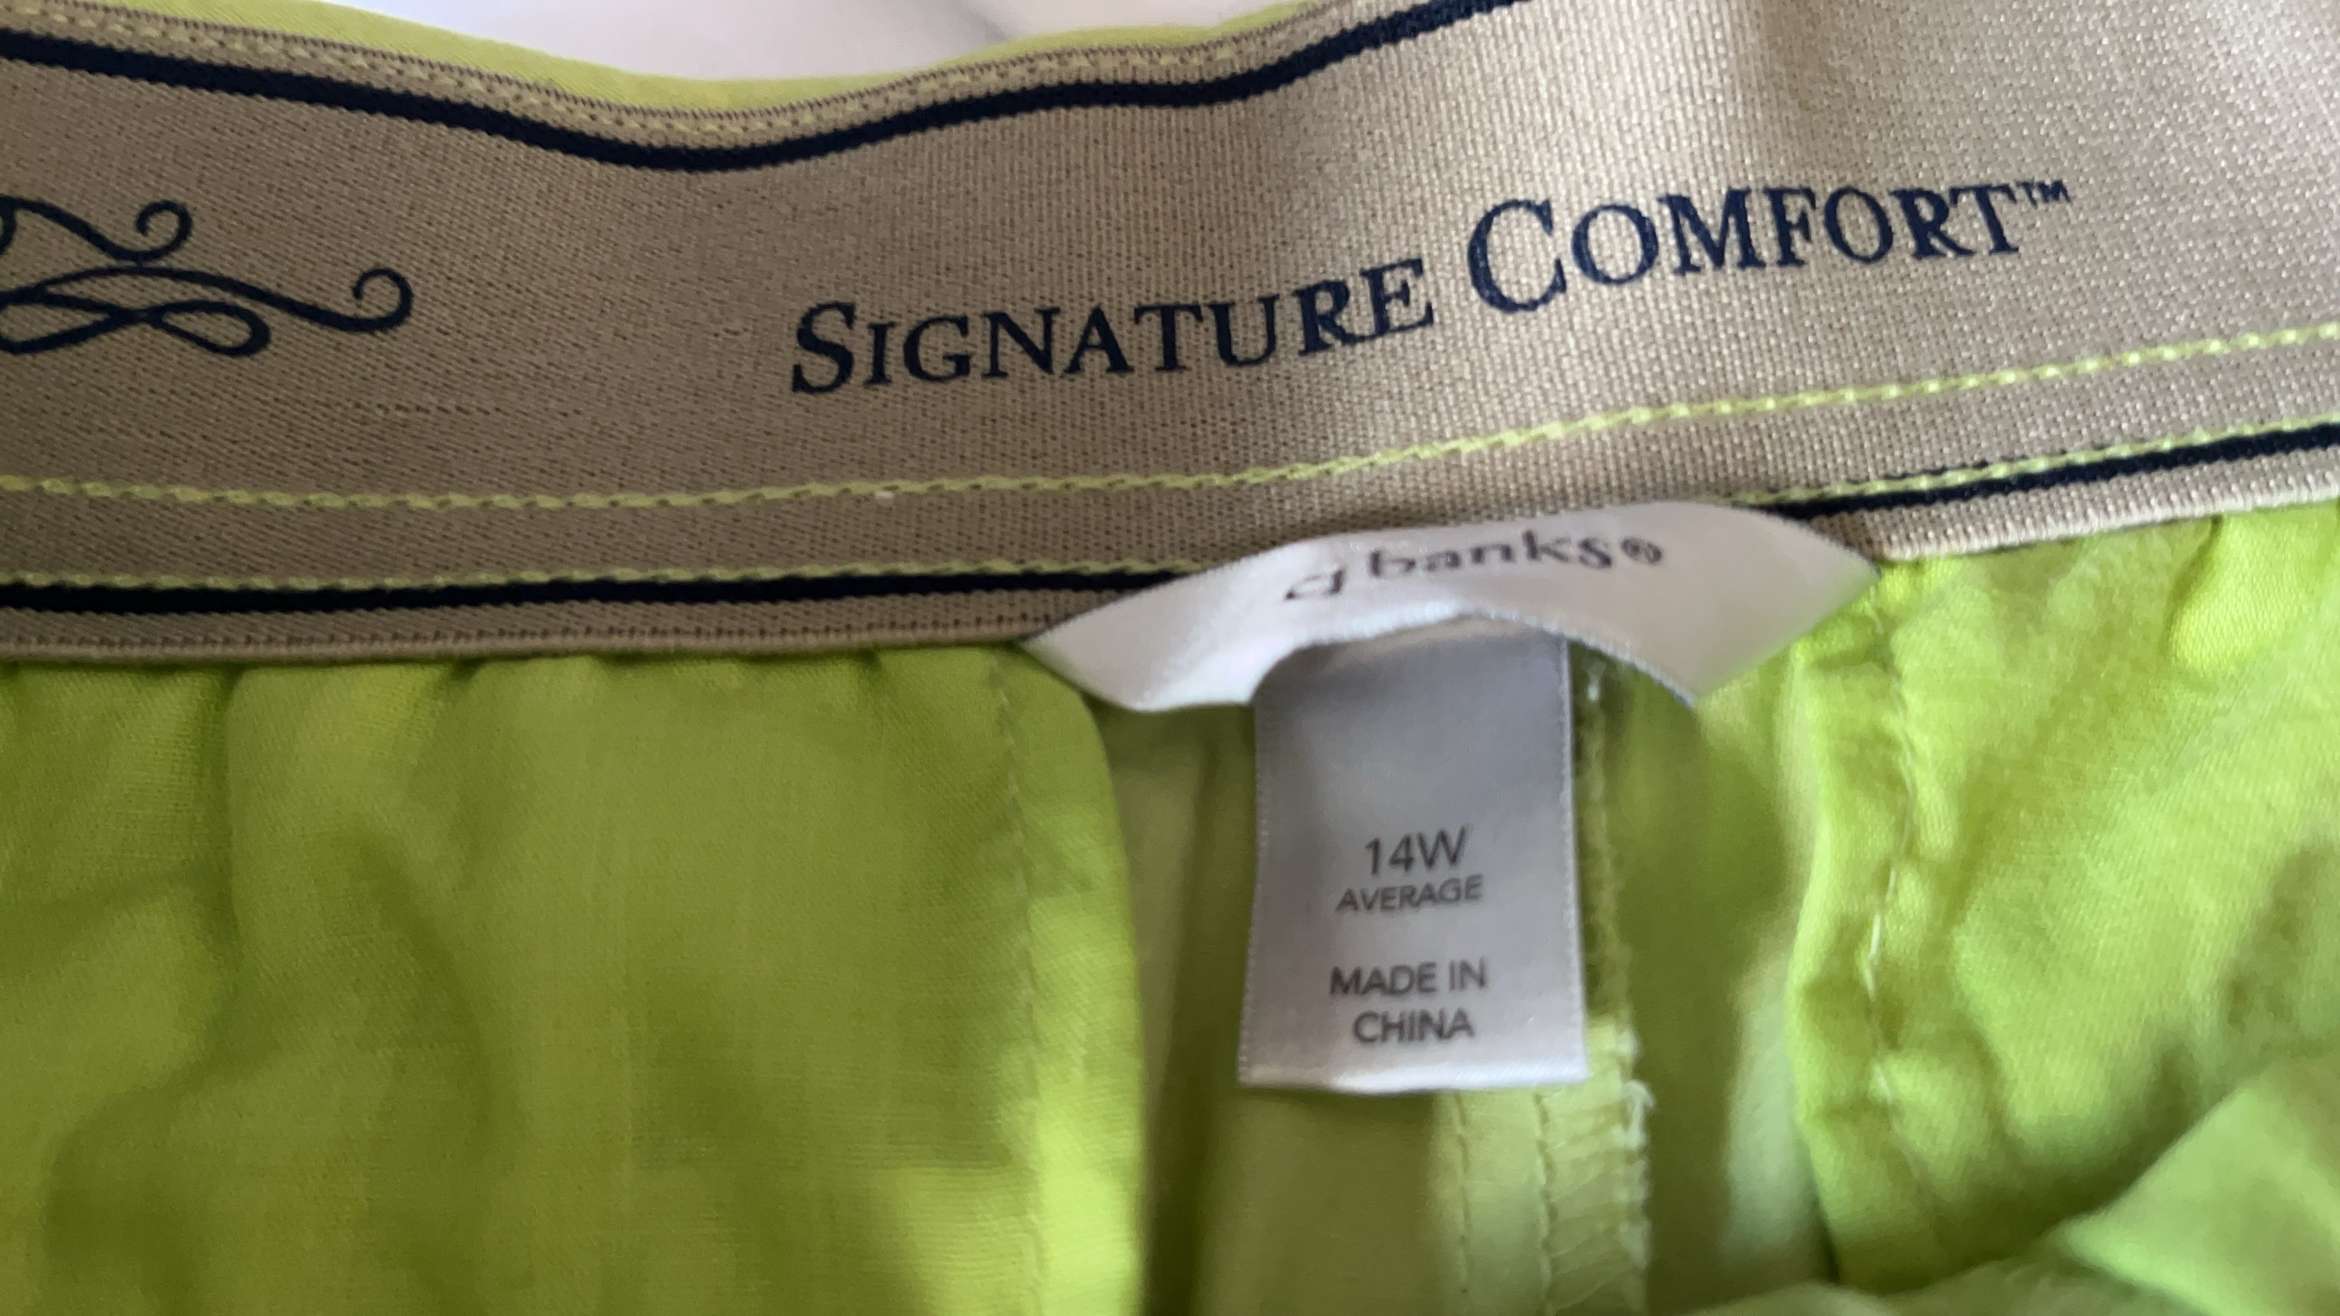 SIGNATURE COMFORT™
cj banks®
14W
AVERAGE
MADE IN
CHINA